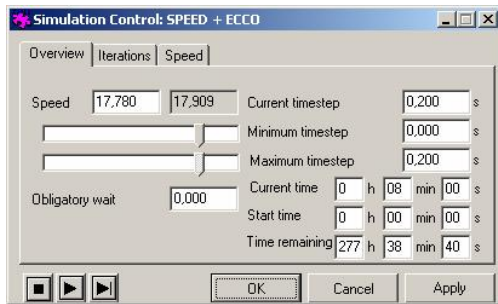 Simulation Control: SPEED + ECCO
Overview Iterations Speed
Speed 17,780 17,909 Current timestep 0,200 s
Minimum timestep 0,000 s
Maximum timestep 0,200 s
Obligatory wait 0,000 Current time 0 h 08 min 00 s
Start time 0 h 00 min 00 s
Time remaining 277 h 38 min 40 s
OK Cancel Apply